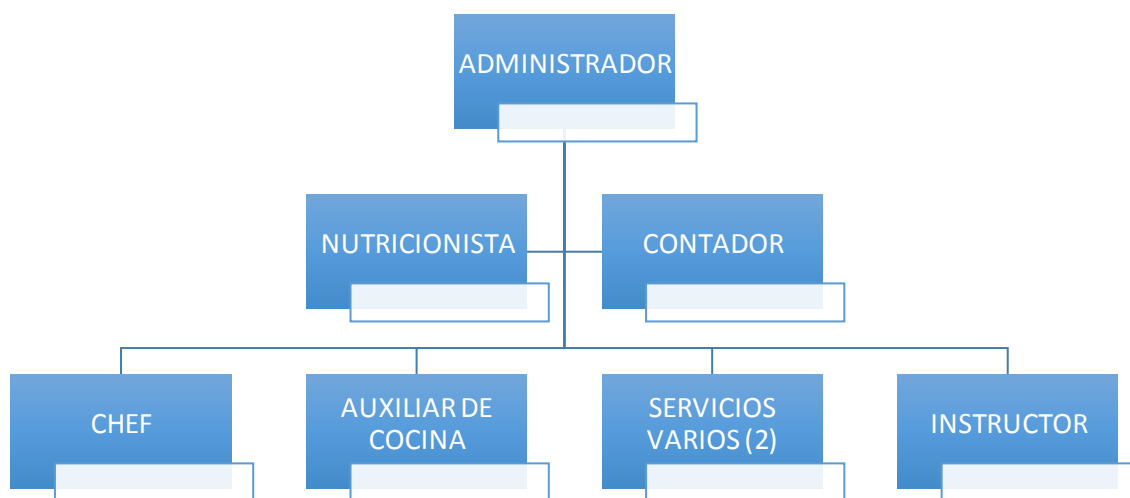 ADMINISTRADOR
NUTRICIONISTA
CONTADOR
CHEF
AUXILIAR DE
COCINA
SERVICIOS
VARIOS (2)
INSTRUCTOR